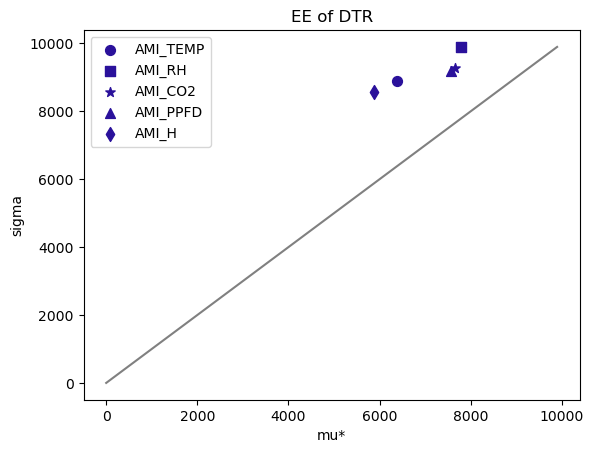 EE of DTR
AMI_TEMP
AMI_RH
AMI_CO2
AMI_PPFD
AMI_H
sigma
10000
8000
6000
4000
2000
0
0 2000 4000 6000 8000 10000
mu*